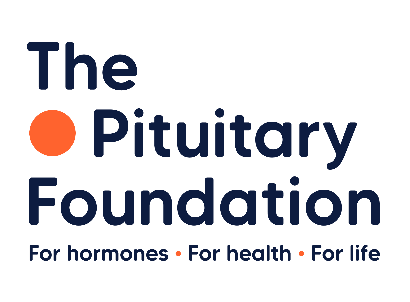 The
Pituitary
Foundation
For hormones • For health • For life